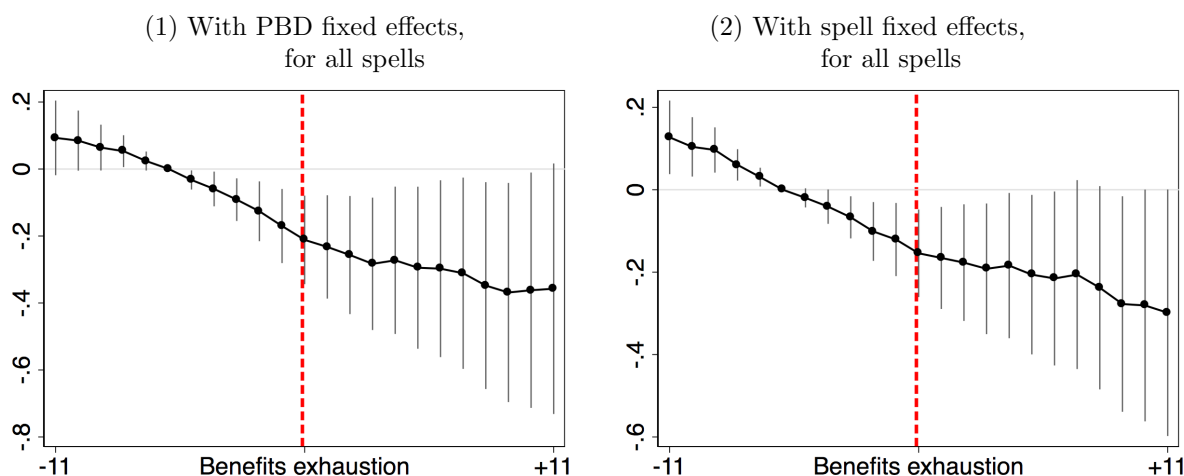 (1) With PBD fixed effects,
for all spells
.2
0
-.2
-.4
-.6
-.8
-11 Benefits exhaustion +11
(2) With spell fixed effects,
for all spells
.2
0
-.2
-.4
-.6
-11 Benefits exhaustion +11